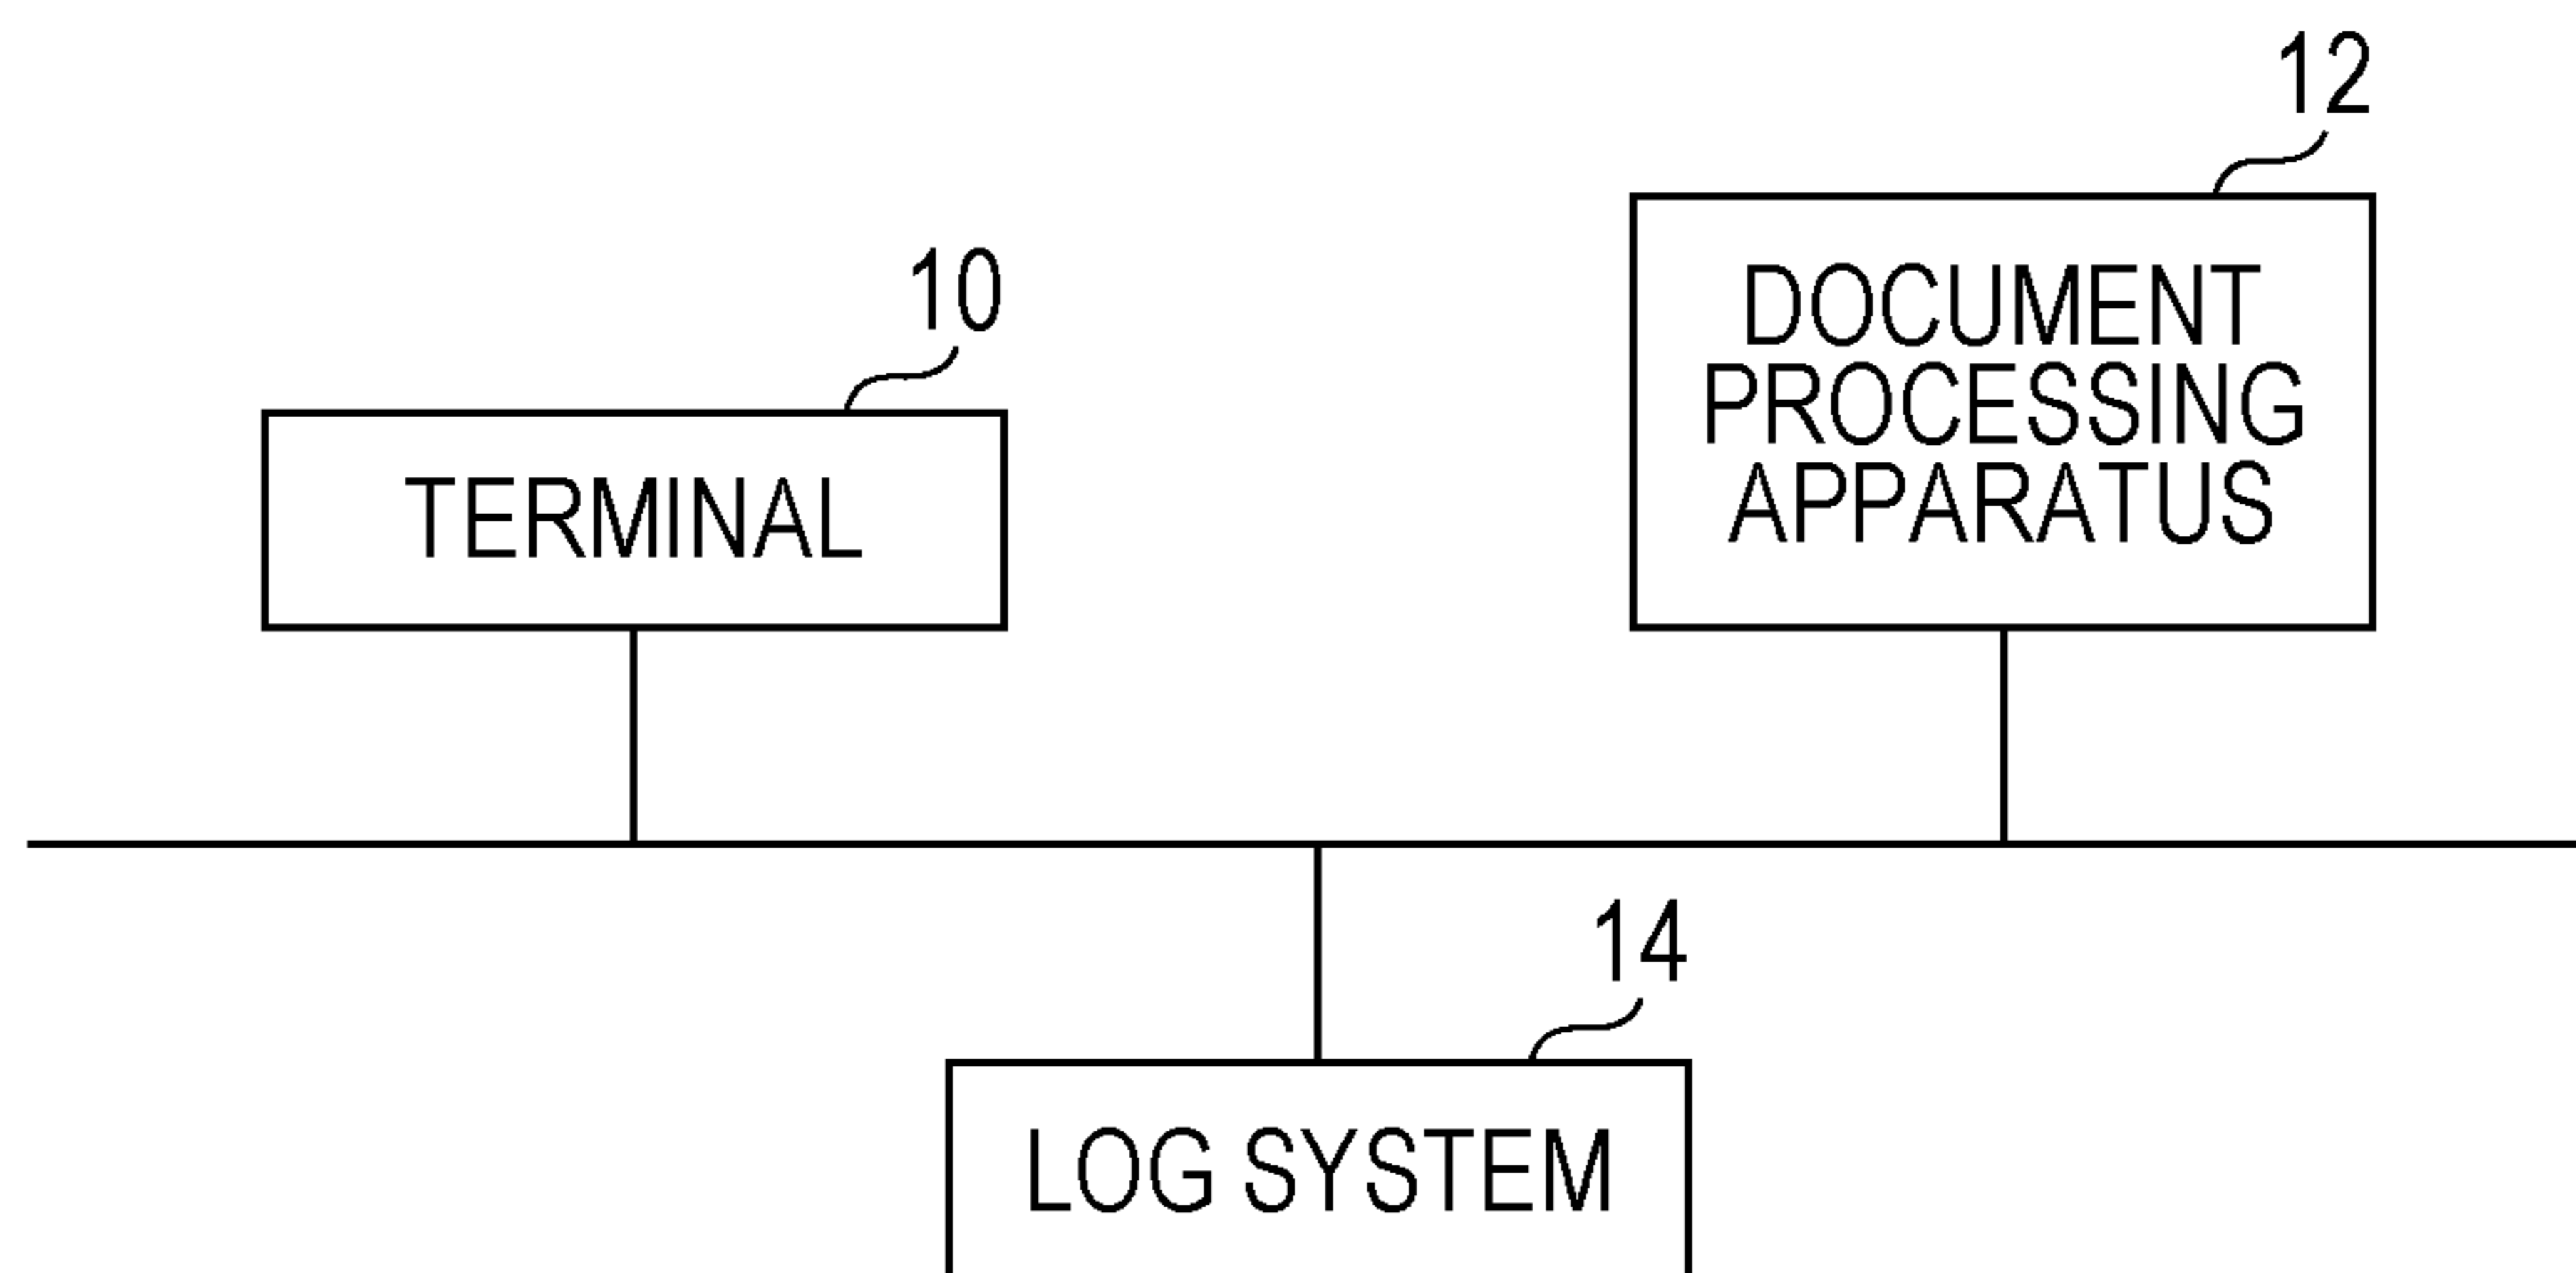 12
10
DOCUMENT
PROCESSING
APPARATUS
TERMINAL
14
LOG SYSTEM